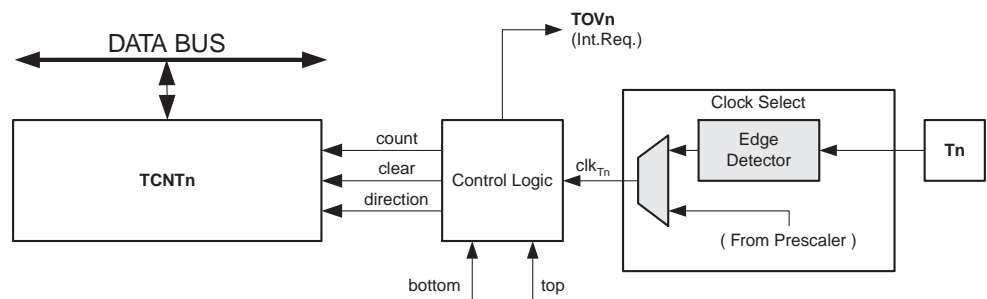 DATA BUS
TOVn
(Int.Req.)
Clock Select
TCNTn
count
clear
direction
Control Logic
clkTn
Edge
Detector
Tn
( From Prescaler )
bottom
top